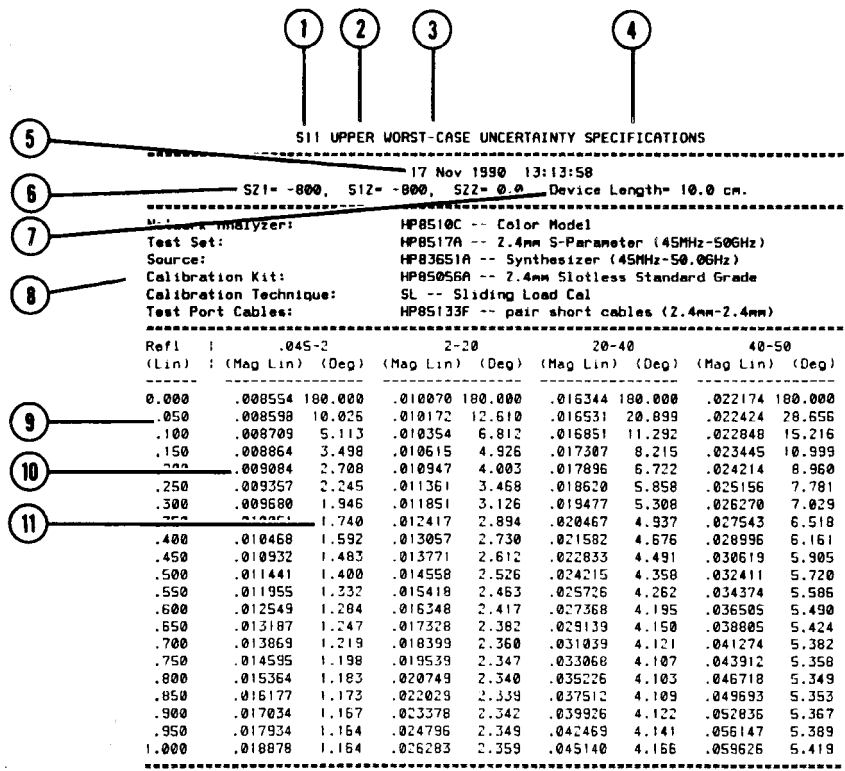 1 2 3 4
S11 UPPER WORST-CASE UNCERTAINTY SPECIFICATIONS
5
17 Nov 1990 13:13:58
6
S21= -800, S12= -800, S22= 0.0 Device Length= 10.0 cm.
7
Analyzer: HP8510C -- Color Model
Test Set: HP8517A -- 2.4mm S-Parameter (45MHz-50GHz)
Source: HP83651A -- Synthesizer (45MHz-50.0GHz)
8
Calibration Kit: HP85056A -- 2.4mm Slotless Standard Grade
Calibration Technique: SL -- Sliding Load Cal
Test Port Cables: HP85133F -- pair short cables (2.4mm-2.4mm)
Refl | .045-2 2-20 20-40 40-50
(Lin) | (Mag Lin) (Deg) (Mag Lin) (Deg) (Mag Lin) (Deg) (Mag Lin) (Deg)
0.000 .008554 180.000 .010070 180.000 .016344 180.000 .022174 180.000
9
.050 .008598 10.026 .010172 12.610 .016531 20.899 .022424 28.656
.100 .008709 5.113 .010354 6.812 .016851 11.292 .022848 15.216
.150 .008864 3.498 .010615 4.926 .017307 8.215 .023445 10.999
10
.009084 2.708 .010947 4.003 .017896 6.722 .024214 8.960
.250 .009357 2.245 .011361 3.468 .018620 5.858 .025156 7.781
.300 .009680 1.946 .011851 3.126 .019477 5.308 .026270 7.029
11
1.740 .012417 2.894 .020467 4.937 .027543 6.518
.400 .010468 1.592 .013057 2.730 .021582 4.676 .028996 6.161
.450 .010932 1.483 .013771 2.612 .022833 4.491 .030619 5.905
.500 .011441 1.400 .014558 2.526 .024215 4.358 .032411 5.720
.550 .011955 1.332 .015418 2.463 .025726 4.262 .034374 5.586
.600 .012549 1.284 .016348 2.417 .027368 4.195 .036505 5.490
.650 .013187 1.247 .017328 2.382 .029139 4.150 .038805 5.424
.700 .013869 1.219 .018399 2.360 .031039 4.121 .041274 5.382
.750 .014595 1.198 .019539 2.347 .033068 4.107 .043912 5.358
.800 .015364 1.183 .020749 2.340 .035226 4.103 .046718 5.349
.850 .016177 1.173 .022029 2.339 .037512 4.109 .049693 5.353
.900 .017034 1.167 .023378 2.342 .039926 4.122 .052836 5.367
.950 .017934 1.164 .024796 2.349 .042469 4.141 .056147 5.389
1.000 .018878 1.164 .026283 2.359 .045140 4.166 .059626 5.419